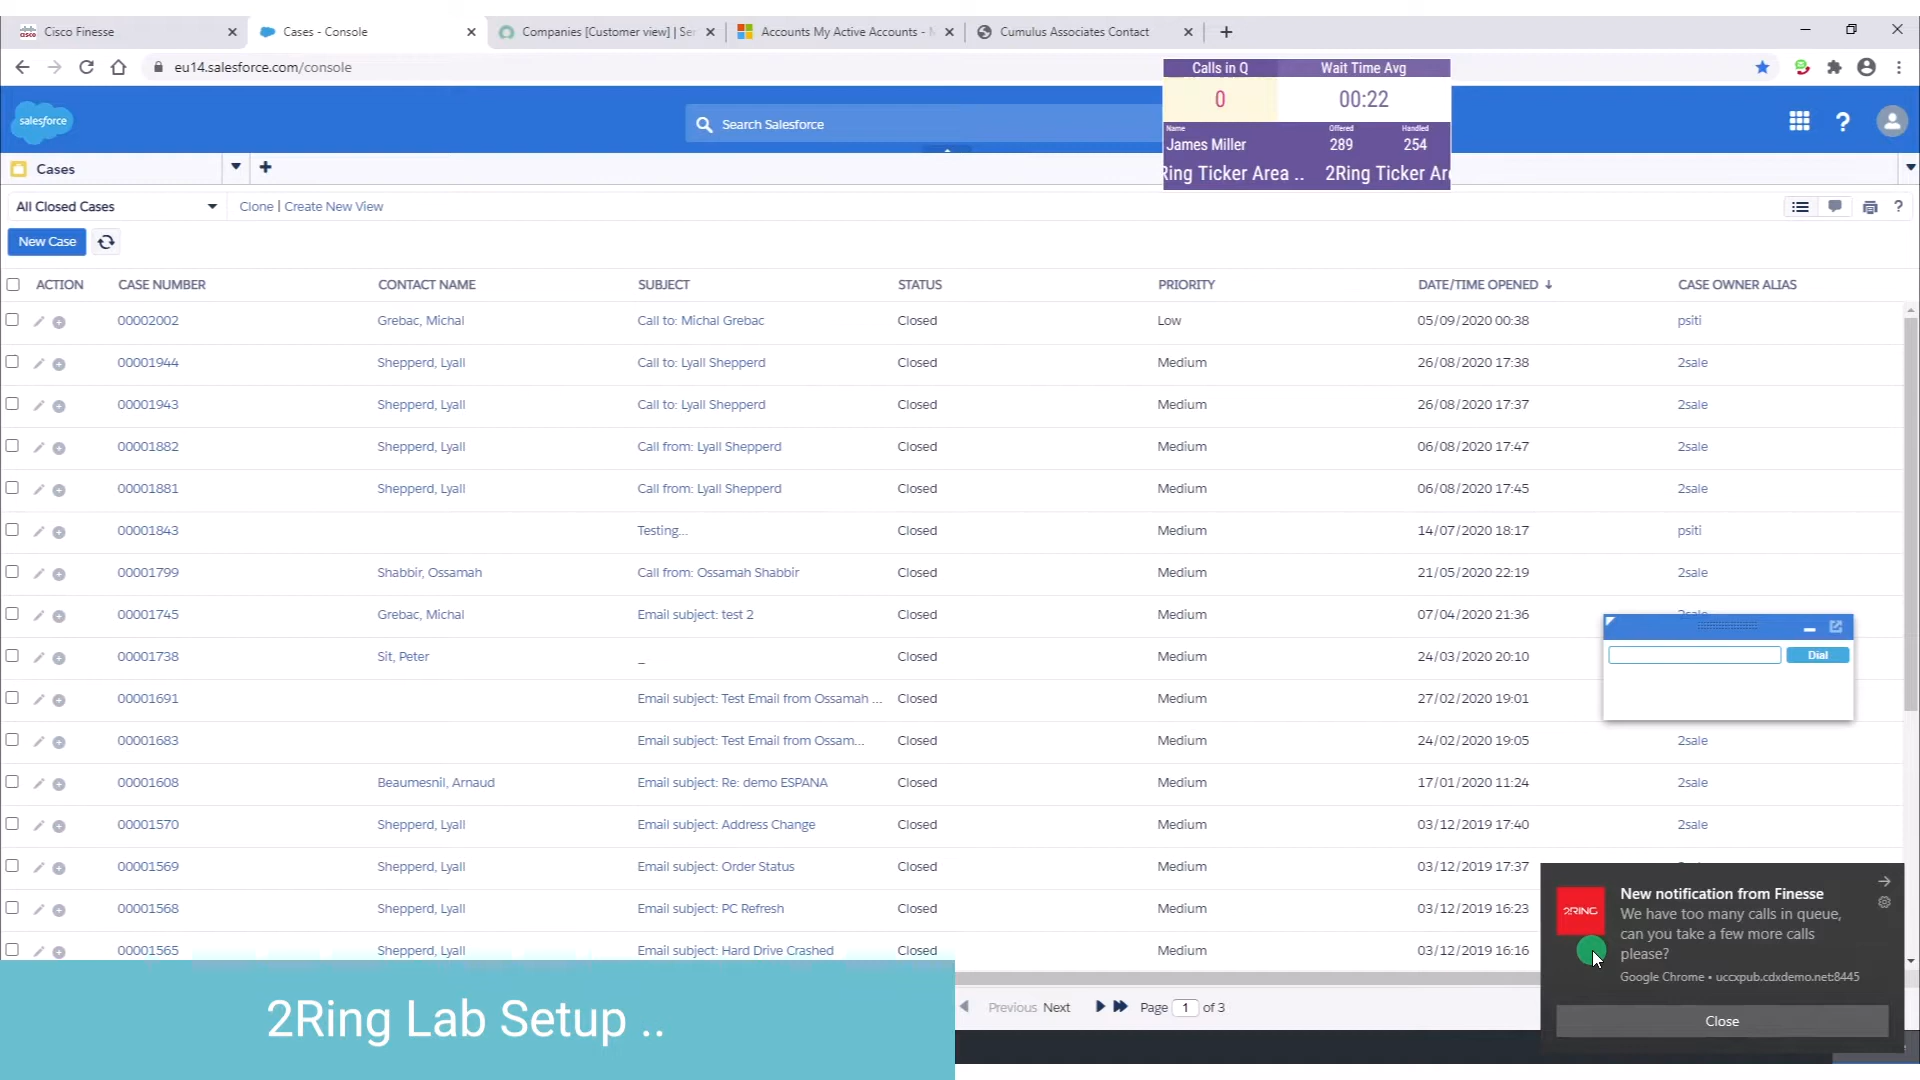 Cisco Finesse
Cases - Console
Companies [Customer view] | Ser
Accounts My Active Accounts - M
Cumulus Associates Contact
eu14.salesforce.com/console
Calls in Q Wait Time Avg
0 00:22
Name Offered Handled
James Miller 289 254
Ring Ticker Area .. 2Ring Ticker Are
salesforce
Search Salesforce
Cases
All Closed Cases Clone | Create New View
New Case
ACTION CASE NUMBER CONTACT NAME SUBJECT STATUS PRIORITY DATE/TIME OPENED CASE OWNER ALIAS
00002002 Grebac, Michal Call to: Michal Grebac Closed Low 05/09/2020 00:38 psiti
00001944 Shepperd, Lyall Call to: Lyall Shepperd Closed Medium 26/08/2020 17:38 2sale
00001943 Shepperd, Lyall Call to: Lyall Shepperd Closed Medium 26/08/2020 17:37 2sale
00001882 Shepperd, Lyall Call from: Lyall Shepperd Closed Medium 06/08/2020 17:47 2sale
00001881 Shepperd, Lyall Call from: Lyall Shepperd Closed Medium 06/08/2020 17:45 2sale
00001843 Testing... Closed Medium 14/07/2020 18:17 psiti
00001799 Shabbir, Ossamah Call from: Ossamah Shabbir Closed Medium 21/05/2020 22:19 2sale
00001745 Grebac, Michal Email subject: test 2 Closed Medium 07/04/2020 21:36 2sale
00001738 Sit, Peter _ Closed Medium 24/03/2020 20:10
Dial
00001691 Email subject: Test Email from Ossamah ... Closed Medium 27/02/2020 19:01
00001683 Email subject: Test Email from Ossam... Closed Medium 24/02/2020 19:05 2sale
00001608 Beaumesnil, Arnaud Email subject: Re: demo ESPANA Closed Medium 17/01/2020 11:24 2sale
00001570 Shepperd, Lyall Email subject: Address Change Closed Medium 03/12/2019 17:40 2sale
00001569 Shepperd, Lyall Email subject: Order Status Closed Medium 03/12/2019 17:37
00001568 Shepperd, Lyall Email subject: PC Refresh Closed Medium 03/12/2019 16:23
00001565 Shepperd, Lyall Email subject: Hard Drive Crashed Closed Medium 03/12/2019 16:16
2RING
New notification from Finesse
We have too many calls in queue,
can you take a few more calls
please?
Google Chrome • uccxpub.cdxdemo.net:8445
Close
Previous Next Page 1 of 3
2Ring Lab Setup ..